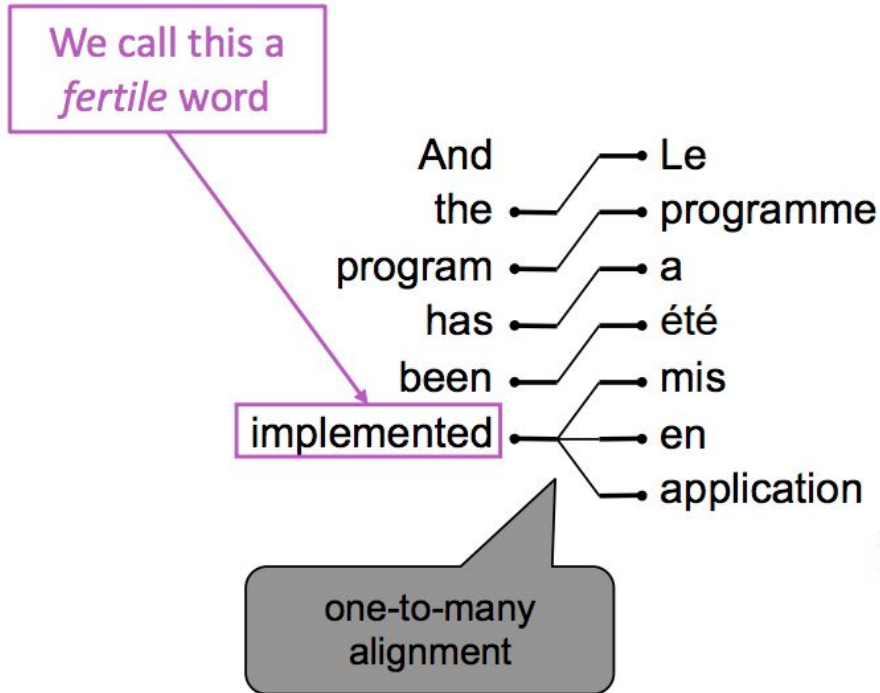 We call this a
fertile word
And Le
the programme
program a
has été
been mis
implemented en
application
one-to-many
alignment